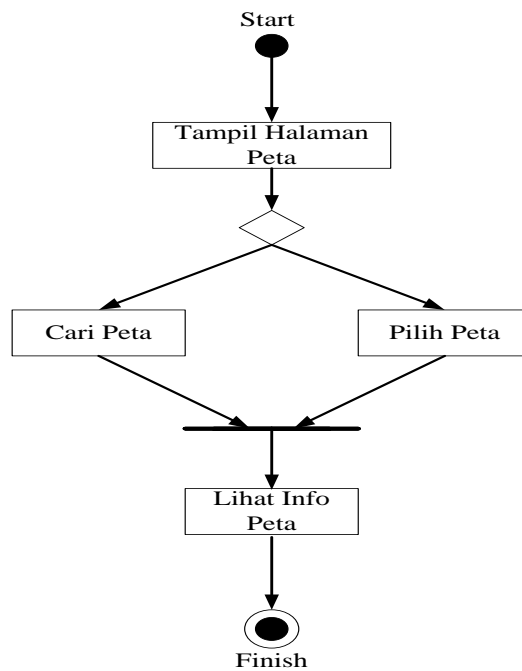 Start
Tampil Halaman
Peta
Cari Peta
Pilih Peta
Lihat Info
Peta
Finish